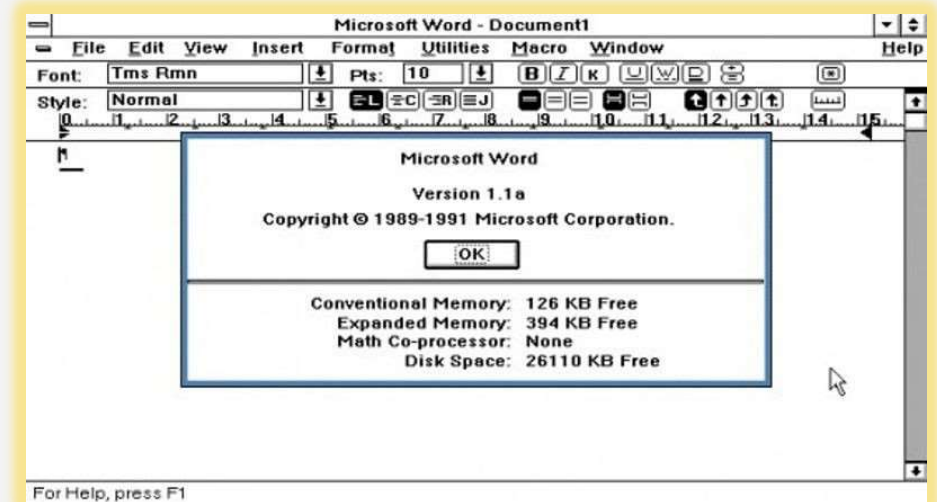 Microsoft Word - Document1
File Edit View Insert Format Utilities Macro Window Help
Font: Tms Rmn Pts: 10 B I K U W D
Style: Normal L C R J
0 1 2 3 4 5 6 7 8 9 10 11 12 13 14 15
Microsoft Word
Version 1.1a
Copyright © 1989-1991 Microsoft Corporation.
OK
Conventional Memory: 126 KB Free
Expanded Memory: 394 KB Free
Math Co-processor: None
Disk Space: 26110 KB Free
For Help, press F1